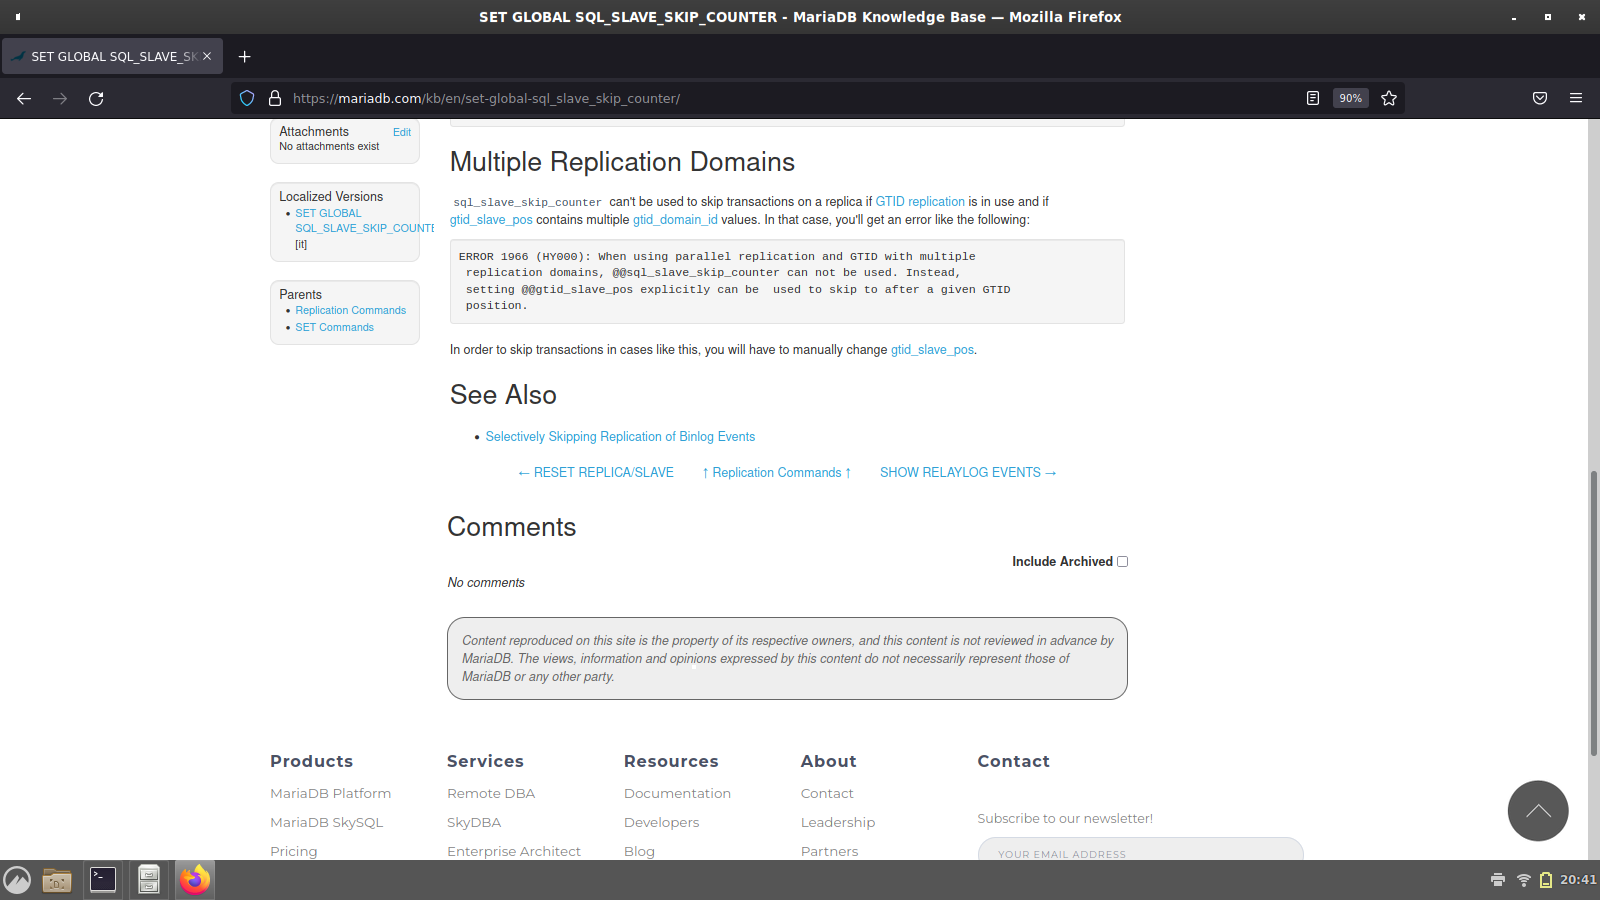 SET GLOBAL SQL_SLAVE_SKIP_COUNTER - MariaDB Knowledge Base — Mozilla Firefox
SET GLOBAL SQL_SLAVE_SK
https://mariadb.com/kb/en/set-global-sql_slave_skip_counter/
90%
Attachments Edit
No attachments exist
Localized Versions
SET GLOBAL
SQL_SLAVE_SKIP_COUNTE
[it]
Parents
Replication Commands
SET Commands
Multiple Replication Domains
sql_slave_skip_counter can't be used to skip transactions on a replica if GTID replication is in use and if
gtid_slave_pos contains multiple gtid_domain_id values. In that case, you'll get an error like the following:
ERROR 1966 (HY000): When using parallel replication and GTID with multiple
replication domains, @@sql_slave_skip_counter can not be used. Instead,
setting @@gtid_slave_pos explicitly can be  used to skip to after a given GTID
position.
In order to skip transactions in cases like this, you will have to manually change gtid_slave_pos.
See Also
Selectively Skipping Replication of Binlog Events
← RESET REPLICA/SLAVE ↑ Replication Commands ↑ SHOW RELAYLOG EVENTS →
Comments
Include Archived
No comments
Content reproduced on this site is the property of its respective owners, and this content is not reviewed in advance by
MariaDB. The views, information and opinions expressed by this content do not necessarily represent those of
MariaDB or any other party.
Products
MariaDB Platform
MariaDB SkySQL
Pricing
Services
Remote DBA
SkyDBA
Enterprise Architect
Resources
Documentation
Developers
Blog
About
Contact
Leadership
Partners
Contact
Subscribe to our newsletter!
YOUR EMAIL ADDRESS
20:41